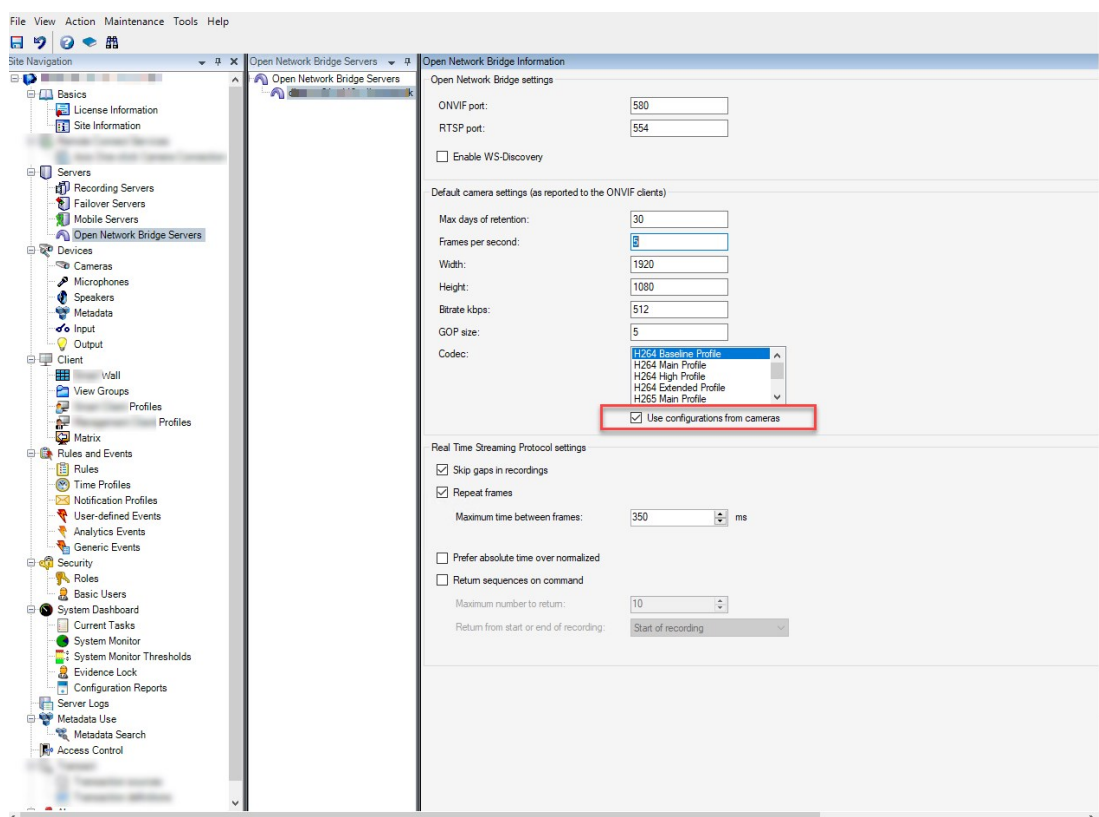 File View Action Maintenance Tools Help
Site Navigation
Basics
License Information
Site Information
Servers
Recording Servers
Failover Servers
Mobile Servers
Open Network Bridge Servers
Devices
Cameras
Microphones
Speakers
Metadata
Input
Output
Client
Wall
View Groups
Profiles
Profiles
Matrix
Rules and Events
Rules
Time Profiles
Notification Profiles
User-defined Events
Analytics Events
Generic Events
Security
Roles
Basic Users
System Dashboard
Current Tasks
System Monitor
System Monitor Thresholds
Evidence Lock
Configuration Reports
Server Logs
Metadata Use
Metadata Search
Access Control
Open Network Bridge Servers
Open Network Bridge Servers
k
Open Network Bridge Information
Open Network Bridge settings
ONVIF port: 580
RTSP port: 554
Enable WS-Discovery
Default camera settings (as reported to the ONVIF clients)
Max days of retention: 30
Frames per second: 5
Width: 1920
Height: 1080
Bitrate kbps: 512
GOP size: 5
Codec: H264 Baseline Profile
H264 Main Profile
H264 High Profile
H264 Extended Profile
H265 Main Profile
Use configurations from cameras
Real Time Streaming Protocol settings
Skip gaps in recordings
Repeat frames
Maximum time between frames: 350 ms
Prefer absolute time over normalized
Return sequences on command
Maximum number to return: 10
Return from start or end of recording: Start of recording